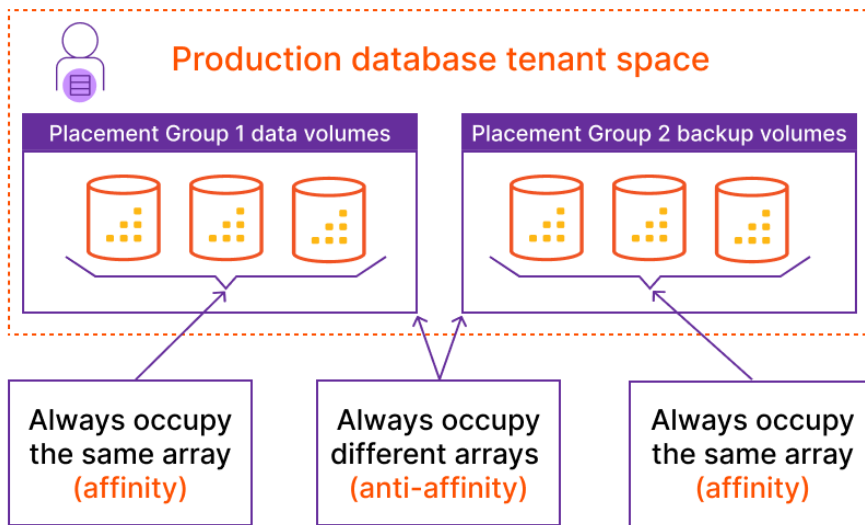 Production database tenant space
Placement Group 1 data volumes
Placement Group 2 backup volumes
Always occupy
the same array
(affinity)
Always occupy
different arrays
(anti-affinity)
Always occupy
the same array
(affinity)